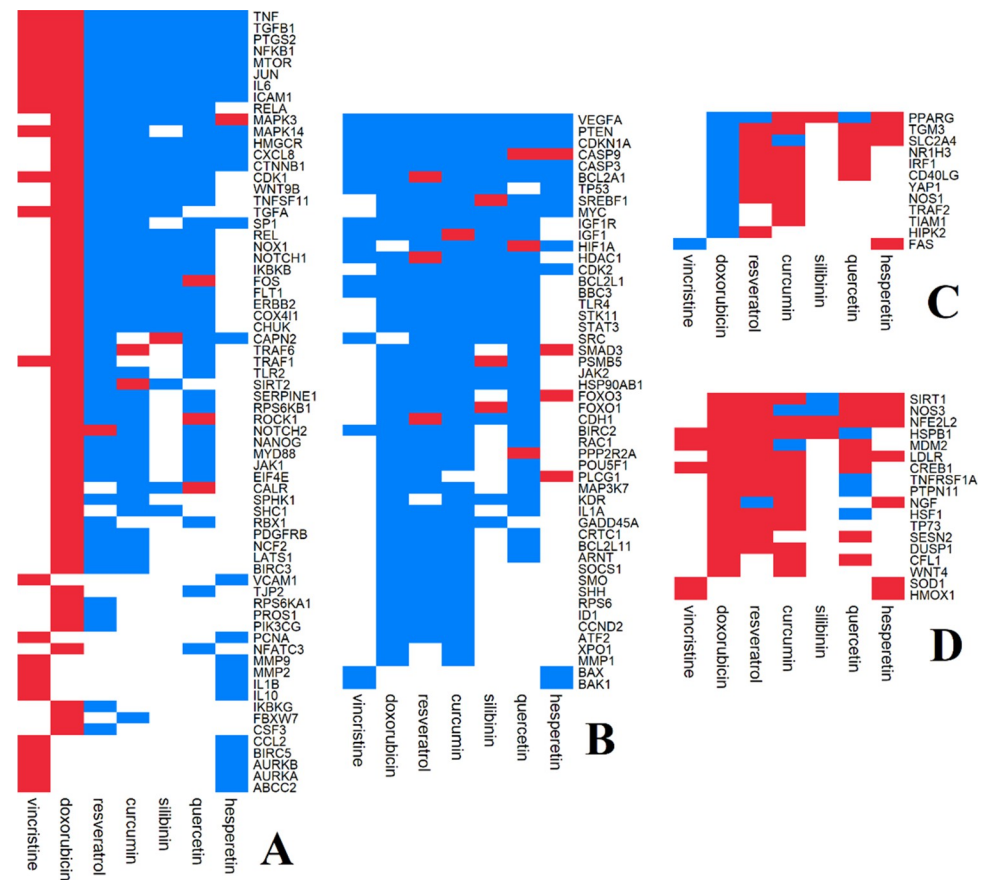 TNF
TGFB1
PTGS2
NFKB1
MTOR
JUN
IL6
ICAM1
RELA
MAPK3
MAPK14
HMGCR
CXCL8
CTNNB1
CDK1
WNT9B
TNFSF11
TGFA
SP1
REL
NOX1
NOTCH1
IKBKB
FOS
FLT1
ERBB2
COX4I1
CHUK
CAPN2
TRAF6
TRAF1
TLR2
SIRT2
SERPINE1
RPS6KB1
ROCK1
NOTCH2
NANOG
MYD88
JAK1
EIF4E
CALR
SPHK1
SHC1
RBX1
PDGFRB
NCF2
LATS1
BIRC3
VCAM1
TJP2
RPS6KA1
PROS1
PIK3CG
PCNA
NFATC3
MMP9
MMP2
IL1B
IL10
IKBKG
FBXW7
CSF3
CCL2
BIRC5
AURKB
AURKA
ABCC2
vincristine
doxorubicin
resveratrol
curcumin
silibinin
quercetin
hesperetin
A
VEGFA
PTEN
CDKN1A
CASP9
CASP3
BCL2A1
TP53
SREBF1
MYC
IGF1R
IGF1
HIF1A
HDAC1
CDK2
BCL2L1
BBC3
TLR4
STK11
STAT3
SRC
SMAD3
PSMB5
JAK2
HSP90AB1
FOXO3
FOXO1
CDH1
BIRC2
RAC1
PPP2R2A
POU5F1
PLCG1
MAP3K7
KDR
IL1A
GADD45A
CRTC1
BCL2L11
ARNT
SOCS1
SMO
SHH
RPS6
ID1
CCND2
ATF2
XPO1
MMP1
BAX
BAK1
vincristine
doxorubicin
resveratrol
curcumin
silibinin
quercetin
hesperetin
B
PPARG
TGM3
SLC2A4
NR1H3
IRF1
CD40LG
YAP1
NOS1
TRAF2
TIAM1
HIPK2
FAS
vincristine
doxorubicin
resveratrol
curcumin
silibinin
quercetin
hesperetin
C
SIRT1
NOS3
NFE2L2
HSPB1
MDM2
LDLR
CREB1
TNFRSF1A
PTPN11
NGF
HSF1
TP73
SESN2
DUSP1
CFL1
WNT4
SOD1
HMOX1
vincristine
doxorubicin
resveratrol
curcumin
silibinin
quercetin
hesperetin
D